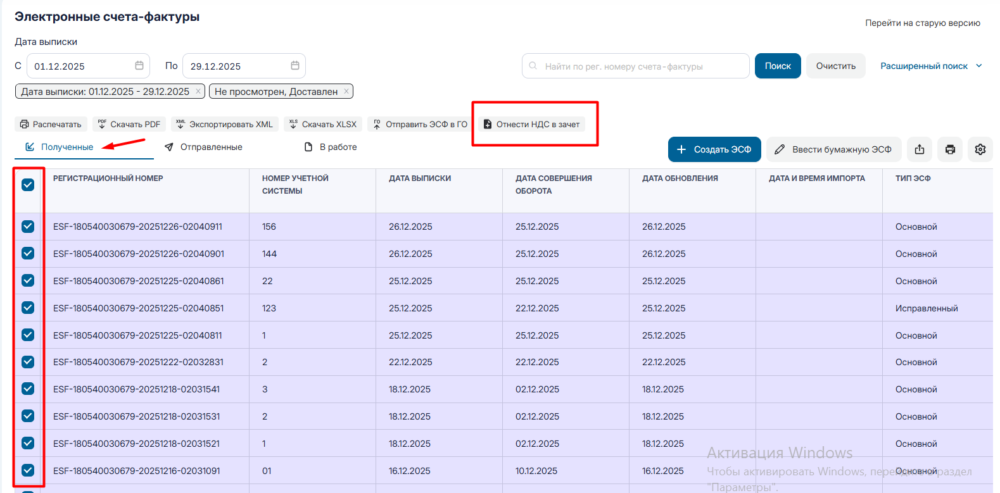 Электронные счета-фактуры
Перейти на старую версию
Дата выписки
С 01.12.2025 По 29.12.2025 Найти по рег. номеру счета-фактуры Поиск Очистить Расширенный поиск
Дата выписки: 01.12.2025 - 29.12.2025 × Не просмотрен, Доставлен ×
Распечатать PDF Скачать PDF XML Экспортировать XML XLS Скачать XLSX ГО Отправить ЭСФ в ГО Отнести НДС в зачет
Полученные Отправленные В работе Создать ЭСФ Ввести бумажную ЭСФ
РЕГИСТРАЦИОННЫЙ НОМЕР НОМЕР УЧЕТНОЙ СИСТЕМЫ ДАТА ВЫПИСКИ ДАТА СОВЕРШЕНИЯ ОБОРОТА ДАТА ОБНОВЛЕНИЯ ДАТА И ВРЕМЯ ИМПОРТА ТИП ЭСФ
ESF-180540030679-20251226-02040911 156 26.12.2025 25.12.2025 26.12.2025 Основной
ESF-180540030679-20251226-02040901 144 26.12.2025 25.12.2025 26.12.2025 Основной
ESF-180540030679-20251225-02040861 22 25.12.2025 25.12.2025 25.12.2025 Основной
ESF-180540030679-20251225-02040851 123 25.12.2025 22.12.2025 25.12.2025 Исправленный
ESF-180540030679-20251225-02040811 1 25.12.2025 25.12.2025 25.12.2025 Основной
ESF-180540030679-20251222-02032831 2 22.12.2025 22.12.2025 22.12.2025 Основной
ESF-180540030679-20251218-02031541 3 18.12.2025 02.12.2025 18.12.2025 Основной
ESF-180540030679-20251218-02031531 2 18.12.2025 02.12.2025 18.12.2025 Основной
ESF-180540030679-20251218-02031521 1 18.12.2025 02.12.2025 18.12.2025 Основной
ESF-180540030679-20251216-02031091 01 16.12.2025 10.12.2025 16.12.2025 Основной
Активация Windows
Чтобы активировать Windows, перейдите в раздел
"Параметры".